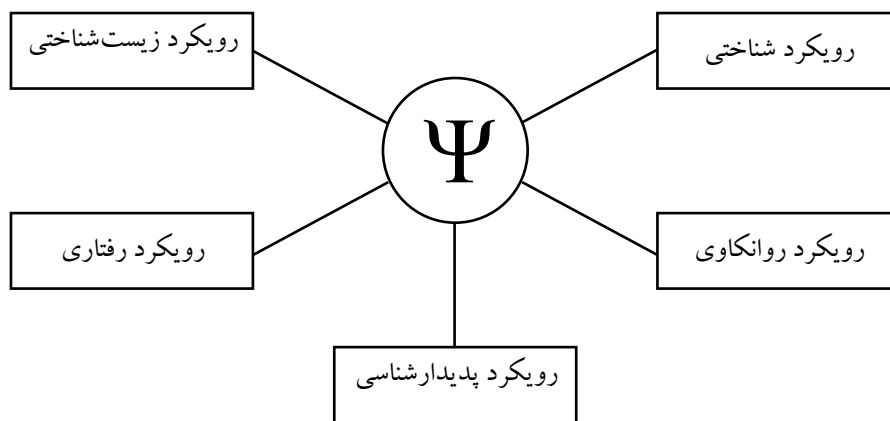 رویکرد شناختی
رویکرد زیست‌شناختی
Ψ
رویکرد روانکاوی
رویکرد رفتاری
رویکرد پدیدارشناسی